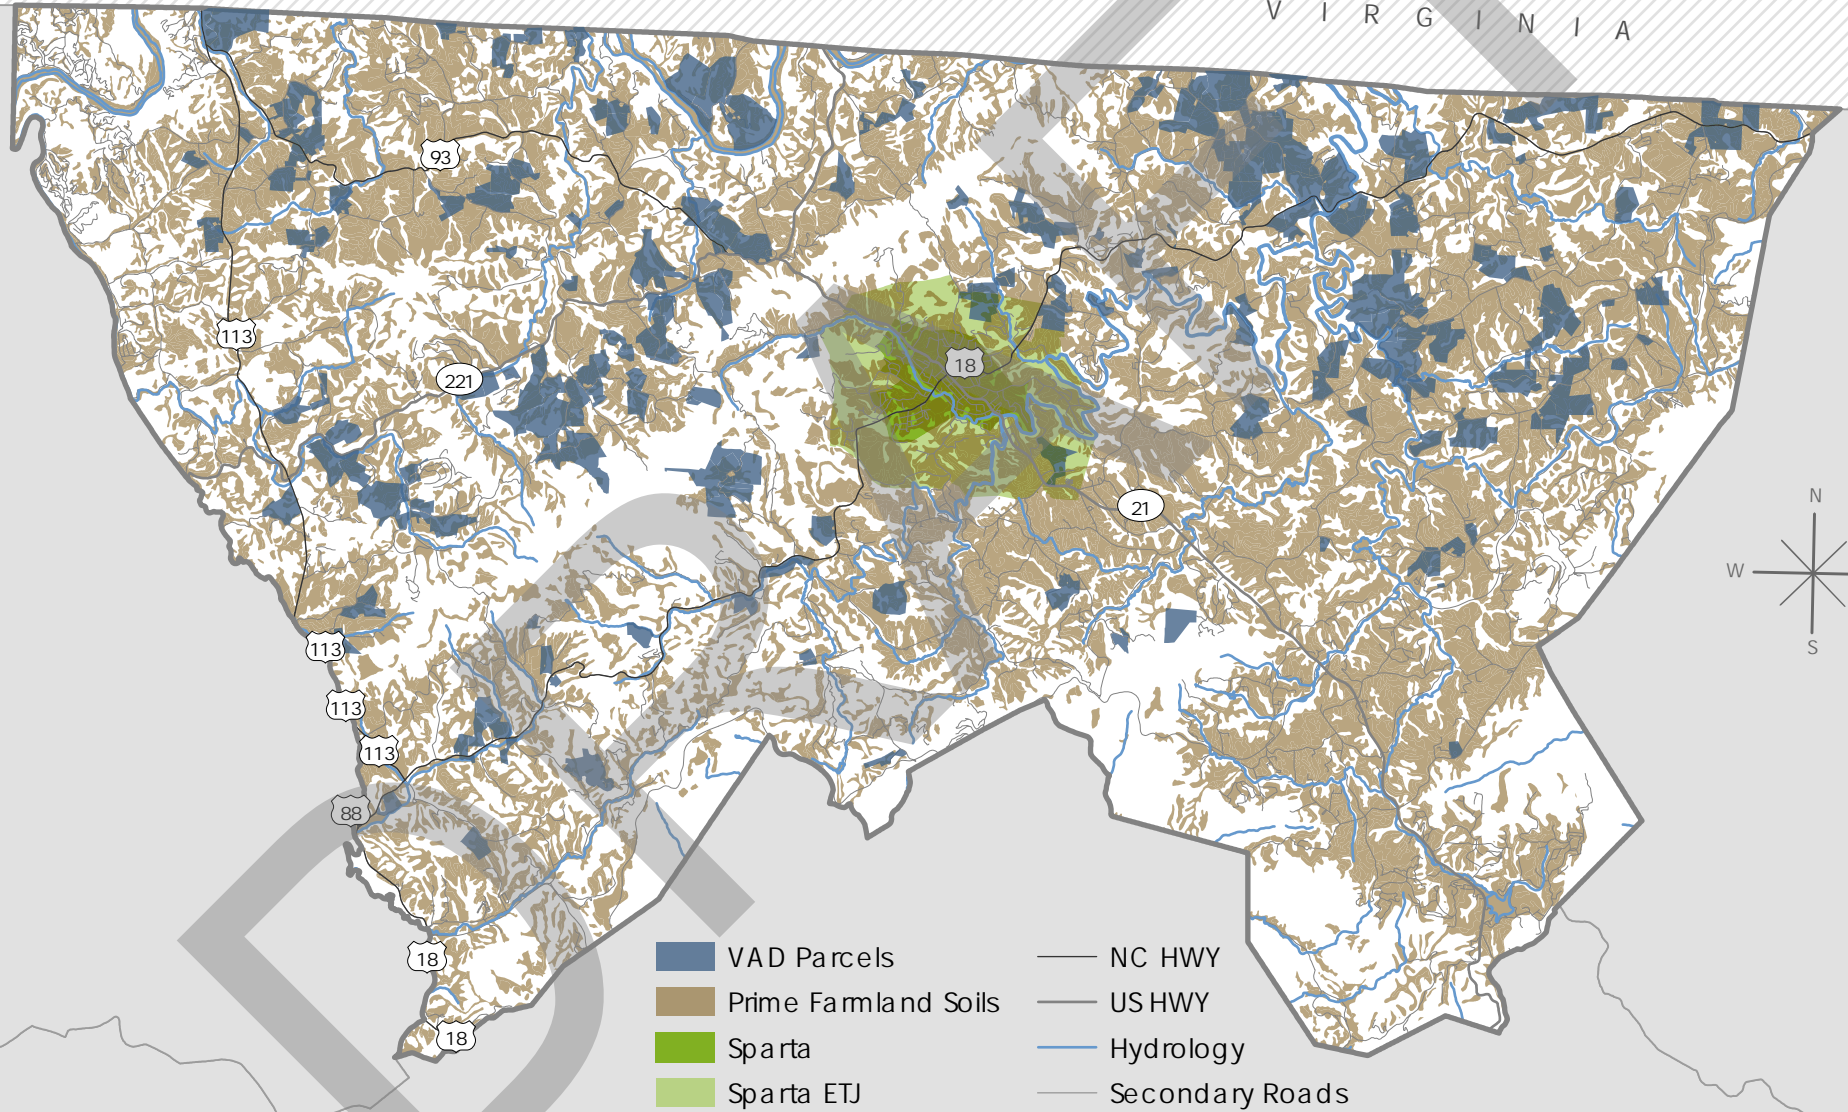 VIRGINIA
93
113
221
18
21
N
W
S
113
113
113
88
18
18
VAD Parcels
Prime Farmland Soils
Sparta
Sparta ETJ
NC HWY
US HWY
Hydrology
Secondary Roads